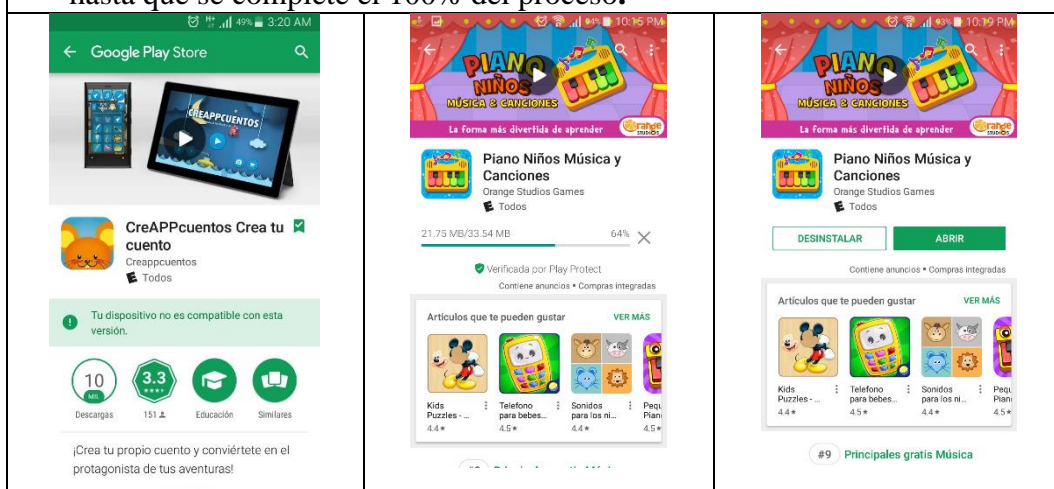 hasta que se complete el 100% del proceso.
49% 3:20 AM
Google Play Store
CREAPPCUENTOS
CreAPPcuentos Crea tu
cuento
Creappcuentos
E Todos
Tu dispositivo no es compatible con esta
versión.
10
MIL
3.3
Descargas 151 Educación Similares
¡Crea tu propio cuento y conviértete en el
protagonista de tus aventuras!
94% 10:15 PM
PIANO
NIÑOS
MÚSICA & CANCIONES
La forma más divertida de aprender
Orange
STUDIOS
Piano Niños Música y
Canciones
Orange Studios Games
E Todos
21.75 MB/33.54 MB 64%
Verificada por Play Protect
Contiene anuncios • Compras integradas
Artículos que te pueden gustar VER MÁS
Kids
Puzzles - ...
4.4
Telefono
para bebes...
4.5
Sonidos
para los ni...
4.4
Pequ
Pian
4.5
93% 10:19 PM
PIANO
NIÑOS
MÚSICA & CANCIONES
La forma más divertida de aprender
Orange
STUDIOS
Piano Niños Música y
Canciones
Orange Studios Games
E Todos
DESINSTALAR ABRIR
Contiene anuncios • Compras integradas
Artículos que te pueden gustar VER MÁS
Kids
Puzzles - ...
4.4
Telefono
para bebes...
4.5
Sonidos
para los ni...
4.4
Pequ
Pian
4.5
#9 Principales gratis Música